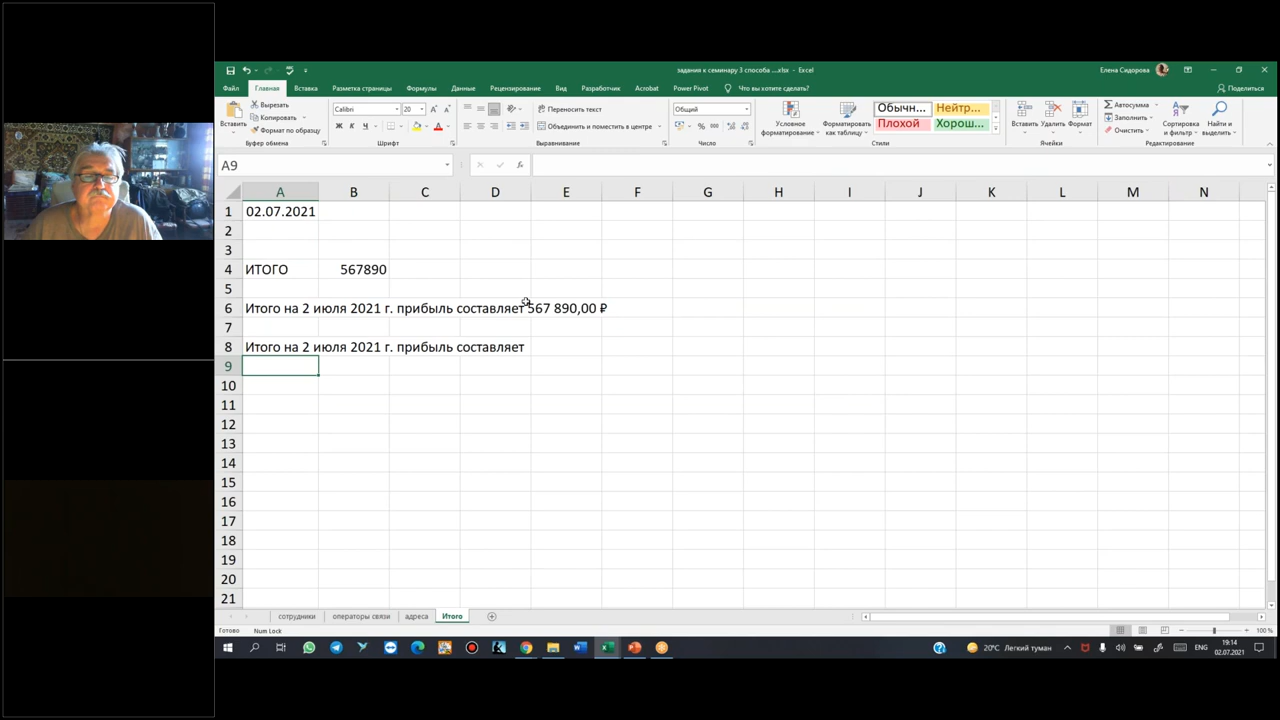 задания к семинару 3 способа ....xlsx - Excel
Елена Сидорова
Файл Главная Вставка Разметка страницы Формулы Данные Рецензирование Вид Разработчик Acrobat Power Pivot Что вы хотите сделать? Поделиться
Вставить
Вырезать
Копировать
Формат по образцу
Буфер обмена
Calibri 20
Ж К Ч
Шрифт
Переносить текст
Объединить и поместить в центре
Выравнивание
Общий
% 000
Число
Условное форматирование
Форматировать как таблицу
Обычн... Нейтр...
Плохой Хорош...
Стили
Вставить Удалить Формат
Ячейки
Автосумма
Заполнить
Очистить
Сортировка и фильтр
Найти и выделить
Редактирование
A9
fx
A B C D E F G H I J K L M N
1 02.07.2021
2
3
4 ИТОГО 567890
5
6 Итого на 2 июля 2021 г. прибыль составляет 567 890,00 ₽
7
8 Итого на 2 июля 2021 г. прибыль составляет
9
10
11
12
13
14
15
16
17
18
19
20
21
сотрудники операторы связи адреса Итого
Готово Num Lock 100 %
20°C Легкий туман ENG 19:14
02.07.2021